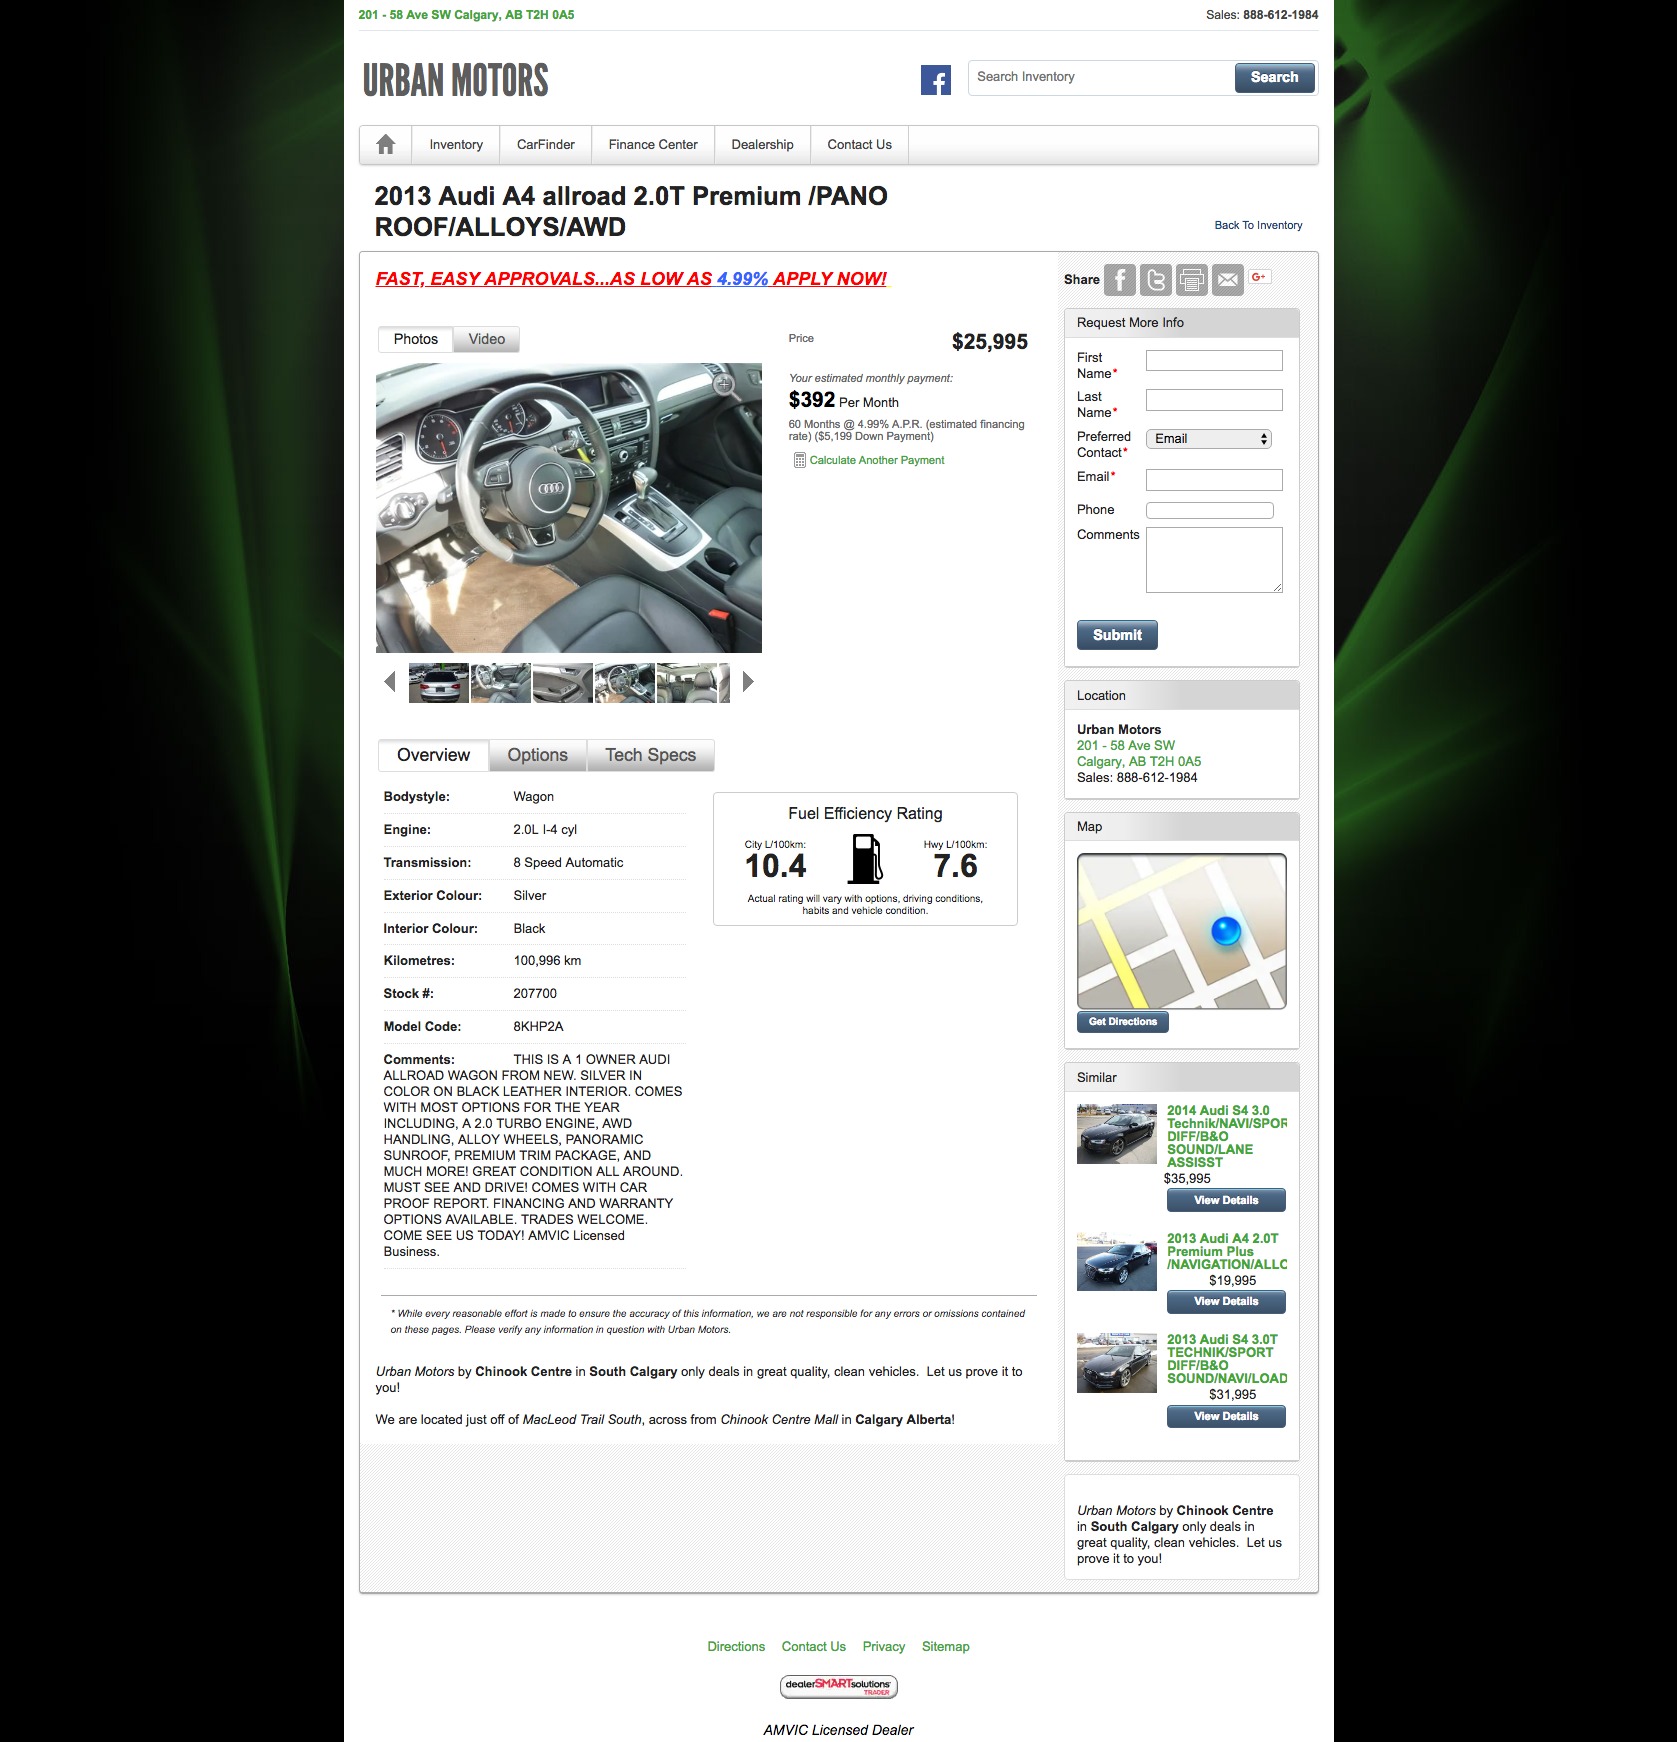 201 - 58 Ave SW Calgary, AB T2H 0A5
Sales: 888-612-1984
URBAN MOTORS
Search Inventory
Search
Inventory
CarFinder
Finance Center
Dealership
Contact Us
2013 Audi A4 allroad 2.0T Premium /PANO
ROOF/ALLOYS/AWD
Back To Inventory
FAST, EASY APPROVALS...AS LOW AS 4.99% APPLY NOW!
Photos
Video
Price
$25,995
Your estimated monthly payment:
$392 Per Month
60 Months @ 4.99% A.P.R. (estimated financing
rate) ($5,199 Down Payment)
Calculate Another Payment
Overview
Options
Tech Specs
Bodystyle: Wagon
Engine: 2.0L I-4 cyl
Transmission: 8 Speed Automatic
Exterior Colour: Silver
Interior Colour: Black
Kilometres: 100,996 km
Stock #: 207700
Model Code: 8KHP2A
Comments: THIS IS A 1 OWNER AUDI
ALLROAD WAGON FROM NEW. SILVER IN
COLOR ON BLACK LEATHER INTERIOR. COMES
WITH MOST OPTIONS FOR THE YEAR
INCLUDING, A 2.0 TURBO ENGINE, AWD
HANDLING, ALLOY WHEELS, PANORAMIC
SUNROOF, PREMIUM TRIM PACKAGE, AND
MUCH MORE! GREAT CONDITION ALL AROUND.
MUST SEE AND DRIVE! COMES WITH CAR
PROOF REPORT. FINANCING AND WARRANTY
OPTIONS AVAILABLE. TRADES WELCOME.
COME SEE US TODAY! AMVIC Licensed
Business.
Fuel Efficiency Rating
City L/100km:
10.4
Hwy L/100km:
7.6
Actual rating will vary with options, driving conditions,
habits and vehicle condition.
* While every reasonable effort is made to ensure the accuracy of this information, we are not responsible for any errors or omissions contained
on these pages. Please verify any information in question with Urban Motors.
Urban Motors by Chinook Centre in South Calgary only deals in great quality, clean vehicles. Let us prove it to
you!
We are located just off of MacLeod Trail South, across from Chinook Centre Mall in Calgary Alberta!
Share
G+
Request More Info
First
Name*
Last
Name*
Preferred
Contact*
Email
Email*
Phone
Comments
Submit
Location
Urban Motors
201 - 58 Ave SW
Calgary, AB T2H 0A5
Sales: 888-612-1984
Map
Get Directions
Similar
2014 Audi S4 3.0
Technik/NAVI/SPOR
DIFF/B&O
SOUND/LANE
ASSISST
$35,995
View Details
2013 Audi A4 2.0T
Premium Plus
/NAVIGATION/ALLC
$19,995
View Details
2013 Audi S4 3.0T
TECHNIK/SPORT
DIFF/B&O
SOUND/NAVI/LOAD
$31,995
View Details
Urban Motors by Chinook Centre
in South Calgary only deals in
great quality, clean vehicles. Let us
prove it to you!
Directions
Contact Us
Privacy
Sitemap
dealerSMARTsolutions
TRADER
AMVIC Licensed Dealer